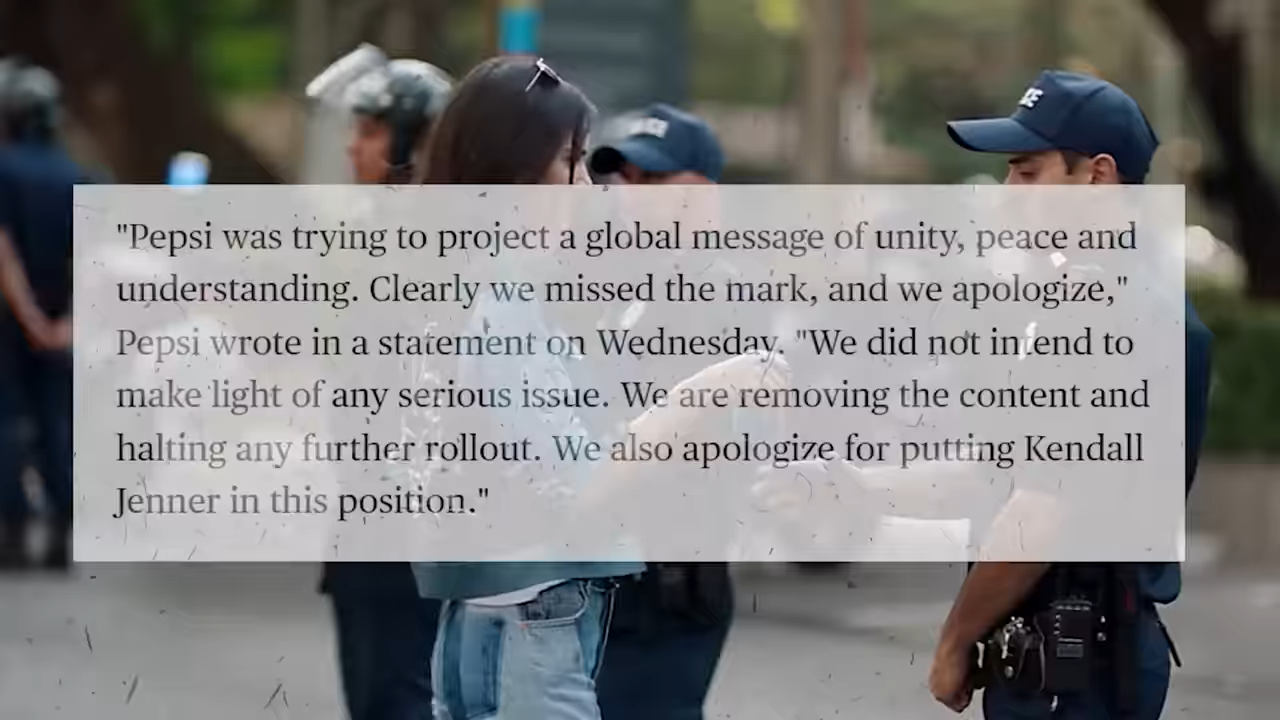 "Pepsi was trying to project a global message of unity, peace and
understanding. Clearly we missed the mark, and we apologize,"
Pepsi wrote in a statement on Wednesday. "We did not intend to
make light of any serious issue. We are removing the content and
halting any further rollout. We also apologize for putting Kendall
Jenner in this position."